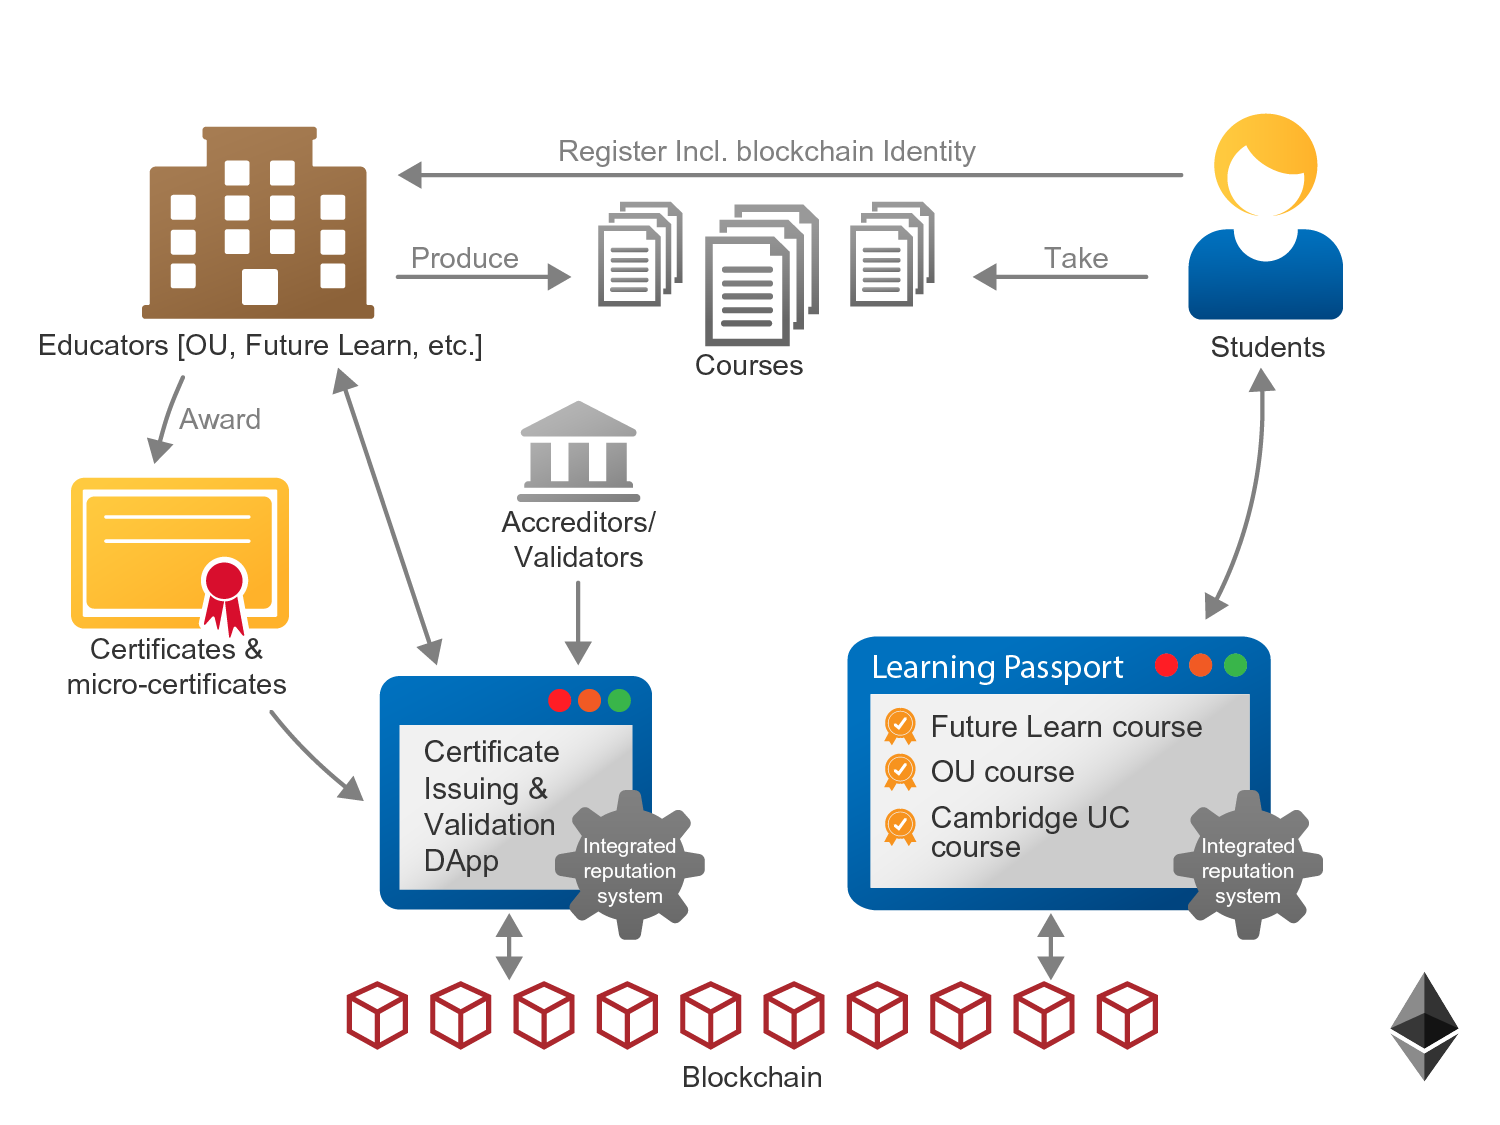 Register Incl. blockchain Identity
Produce
Take
Educators [OU, Future Learn, etc.]
Courses
Students
Award
Accreditors/
Validators
Certificates &
micro-certificates
Certificate
Issuing &
Validation
DApp
Integrated
reputation
system
Learning Passport
Future Learn course
OU course
Cambridge UC
course
Integrated
reputation
system
Blockchain